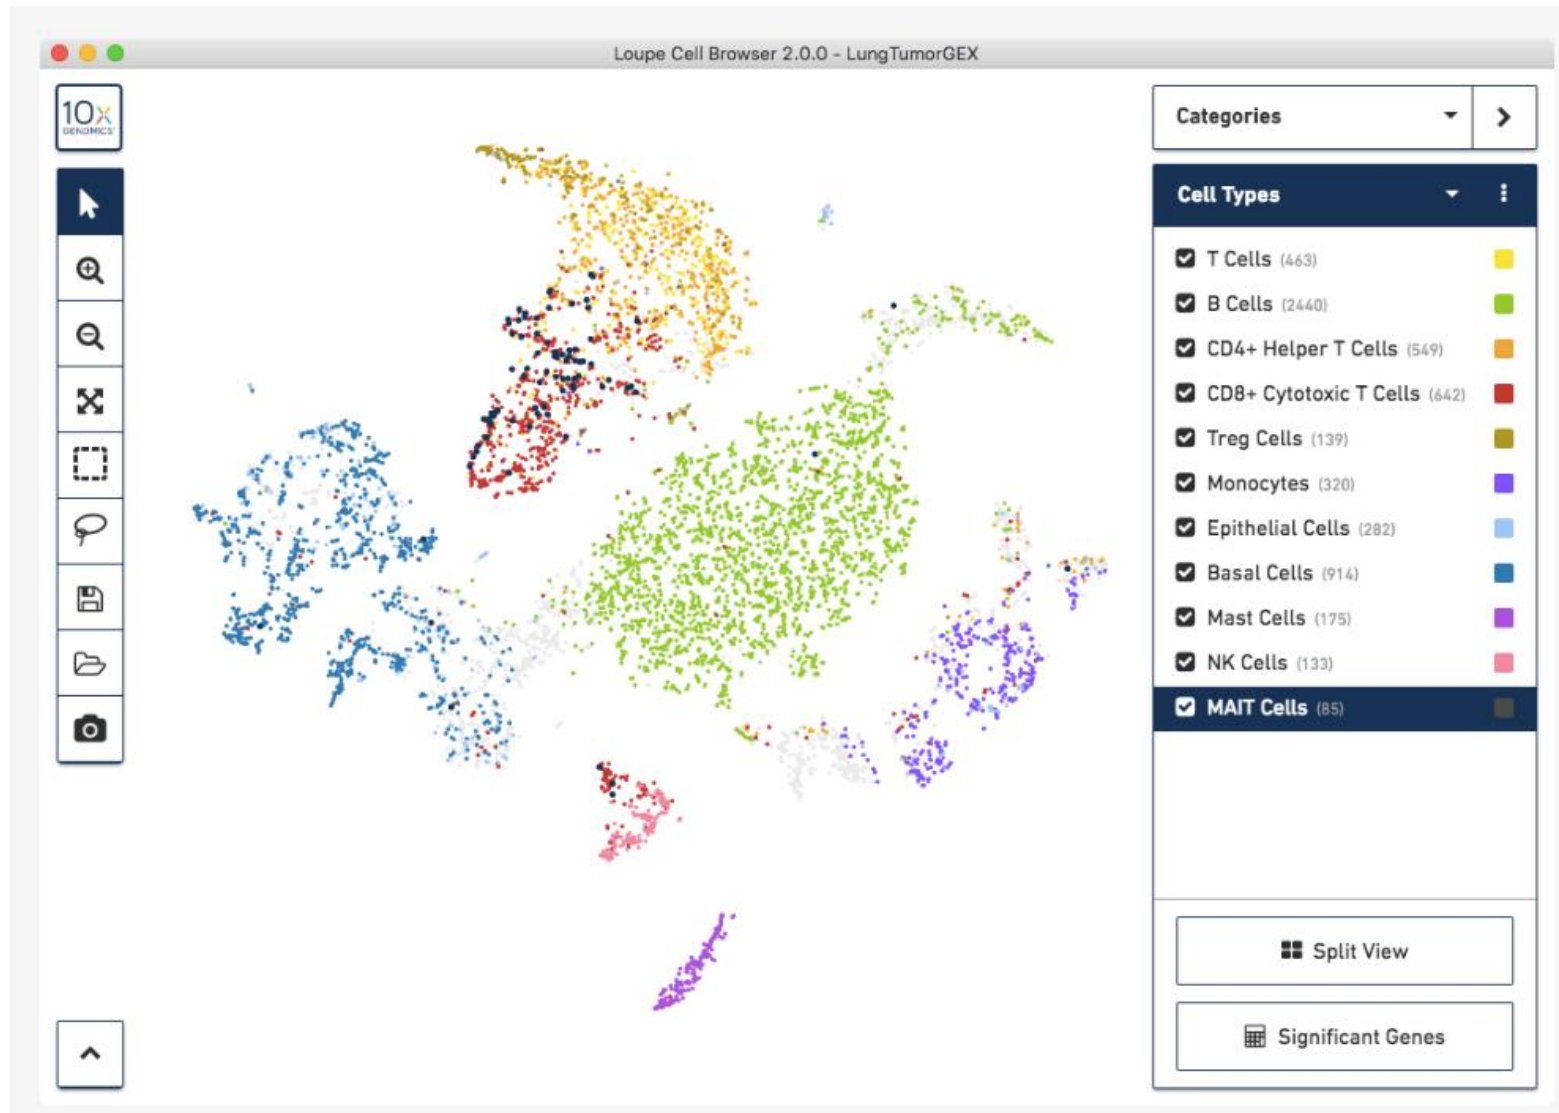 Loupe Cell Browser 2.0.0 - LungTumorGEX
10x
GENOMICS
Categories
Cell Types
T Cells (463)
B Cells (2440)
CD4+ Helper T Cells (549)
CD8+ Cytotoxic T Cells (642)
Treg Cells (139)
Monocytes (320)
Epithelial Cells (282)
Basal Cells (914)
Mast Cells (175)
NK Cells (133)
MAIT Cells (85)
Split View
Significant Genes